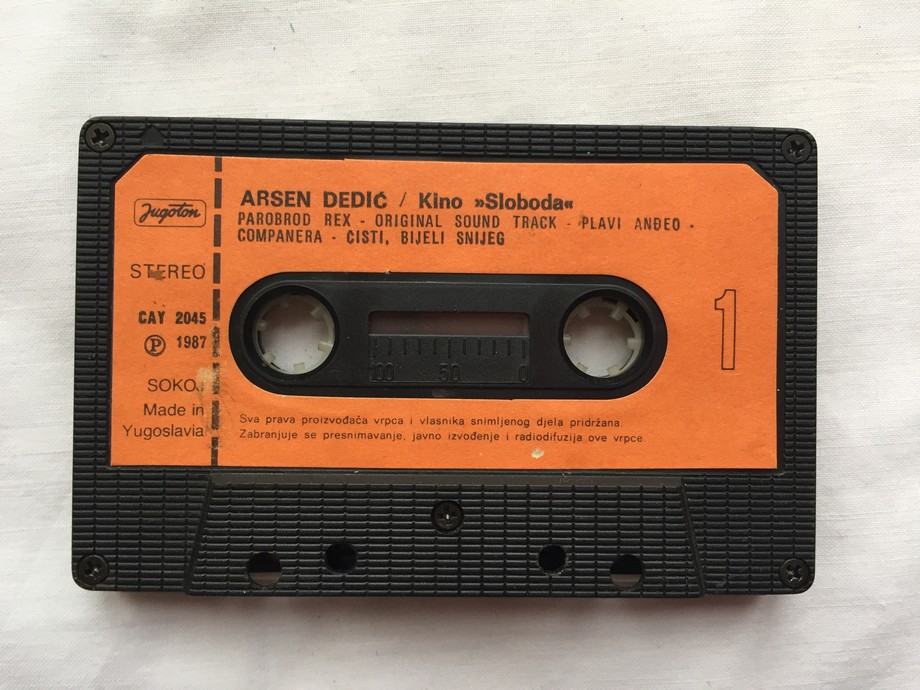 Jugoton
STEREO
CAY 2045
Ⓟ 1987
SOKOJ
Made in
Yugoslavia
ARSEN DEDIĆ / Kino »Sloboda«
PAROBROD REX - ORIGINAL SOUND TRACK - PLAVI ANĐEO -
COMPANERA - ČISTI, BIJELI SNIJEG
1
100 50 0
Sva prava proizvođača vrpca i vlasnika snimljenog djela pridržana.
Zabranjuje se presnimavanje, javno izvođenje i radiodifuzija ove vrpce.